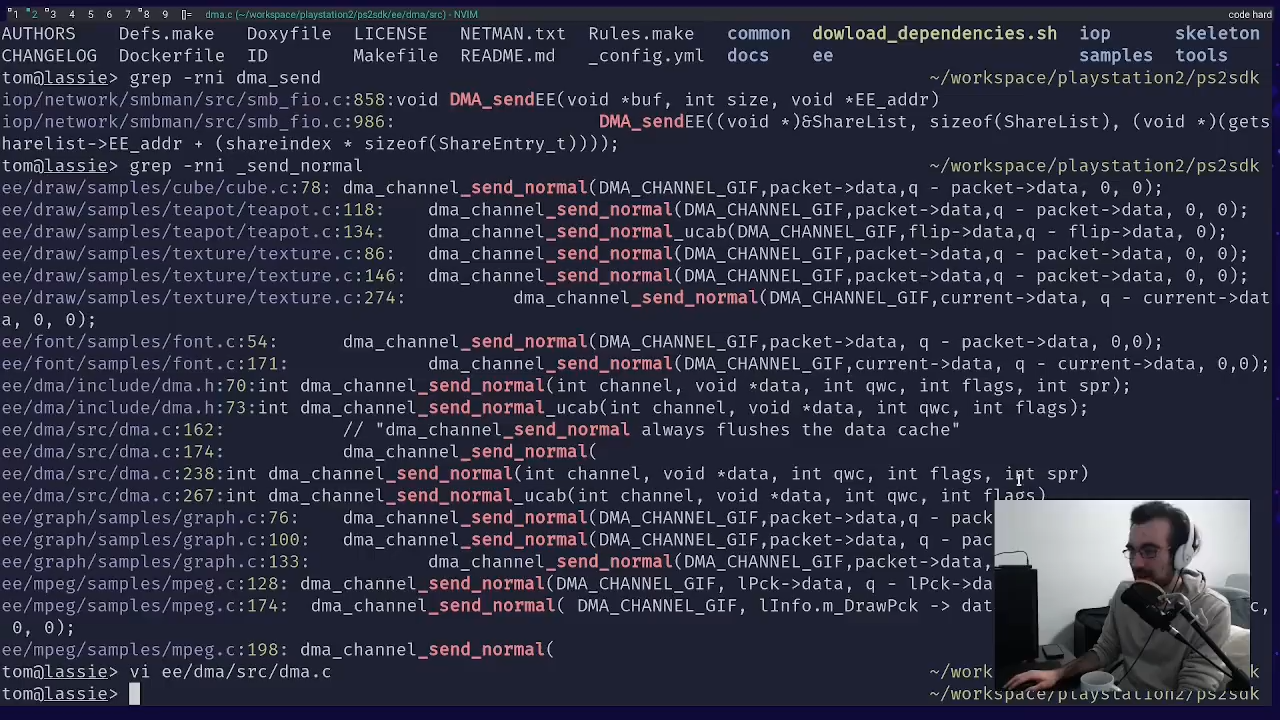 1 2 3 4 5 6 7 8 9 []= dma.c (~/workspace/playstation2/ps2sdk/ee/dma/src) - NVIM code hard
AUTHORS Defs.make Doxyfile LICENSE NETMAN.txt Rules.make common dowload_dependencies.sh iop skeleton
CHANGELOG Dockerfile ID Makefile README.md _config.yml docs ee samples tools
tom@lassie> grep -rni dma_send ~/workspace/playstation2/ps2sdk
iop/network/smbman/src/smb_fio.c:858:void DMA_sendEE(void *buf, int size, void *EE_addr)
iop/network/smbman/src/smb_fio.c:986: DMA_sendEE((void *)&ShareList, sizeof(ShareList), (void *)(gets
harelist->EE_addr + (shareindex * sizeof(ShareEntry_t))));
tom@lassie> grep -rni _send_normal ~/workspace/playstation2/ps2sdk
ee/draw/samples/cube/cube.c:78: dma_channel_send_normal(DMA_CHANNEL_GIF,packet->data,q - packet->data, 0, 0);
ee/draw/samples/teapot/teapot.c:118: dma_channel_send_normal(DMA_CHANNEL_GIF,packet->data,q - packet->data, 0, 0);
ee/draw/samples/teapot/teapot.c:134: dma_channel_send_normal_ucab(DMA_CHANNEL_GIF,flip->data,q - flip->data, 0);
ee/draw/samples/texture/texture.c:86: dma_channel_send_normal(DMA_CHANNEL_GIF,packet->data,q - packet->data, 0, 0);
ee/draw/samples/texture/texture.c:146: dma_channel_send_normal(DMA_CHANNEL_GIF,packet->data,q - packet->data, 0, 0);
ee/draw/samples/texture/texture.c:274: dma_channel_send_normal(DMA_CHANNEL_GIF,current->data, q - current->dat
a, 0, 0);
ee/font/samples/font.c:54: dma_channel_send_normal(DMA_CHANNEL_GIF,packet->data, q - packet->data, 0,0);
ee/font/samples/font.c:171: dma_channel_send_normal(DMA_CHANNEL_GIF,current->data, q - current->data, 0,0);
ee/dma/include/dma.h:70:int dma_channel_send_normal(int channel, void *data, int qwc, int flags, int spr);
ee/dma/include/dma.h:73:int dma_channel_send_normal_ucab(int channel, void *data, int qwc, int flags);
ee/dma/src/dma.c:162: // "dma_channel_send_normal always flushes the data cache"
ee/dma/src/dma.c:174: dma_channel_send_normal(
ee/dma/src/dma.c:238:int dma_channel_send_normal(int channel, void *data, int qwc, int flags, int spr)
ee/dma/src/dma.c:267:int dma_channel_send_normal_ucab(int channel, void *data, int qwc, int flags)
ee/graph/samples/graph.c:76: dma_channel_send_normal(DMA_CHANNEL_GIF,packet->data,q - pack
ee/graph/samples/graph.c:100: dma_channel_send_normal(DMA_CHANNEL_GIF,packet->data, q - pac
ee/graph/samples/graph.c:133: dma_channel_send_normal(DMA_CHANNEL_GIF,packet->data,
ee/mpeg/samples/mpeg.c:128: dma_channel_send_normal(DMA_CHANNEL_GIF, lPck->data, q - lPck->da
ee/mpeg/samples/mpeg.c:174: dma_channel_send_normal( DMA_CHANNEL_GIF, lInfo.m_DrawPck -> dat c,
0, 0);
ee/mpeg/samples/mpeg.c:198: dma_channel_send_normal(
tom@lassie> vi ee/dma/src/dma.c ~/work sdk
tom@lassie> ~/workspace/playstation2/ps2sdk